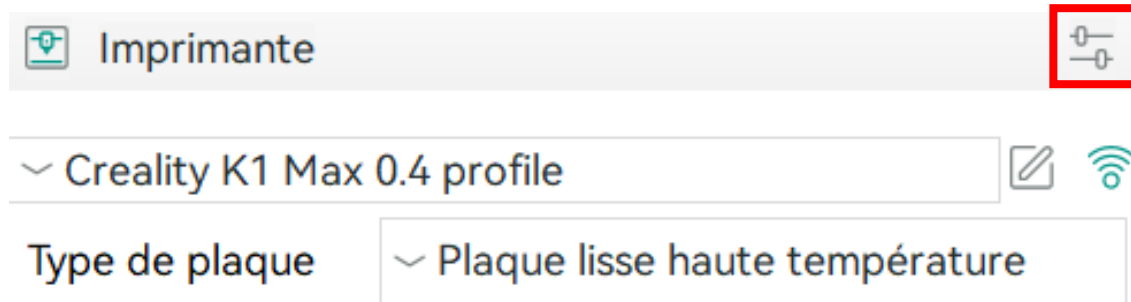 Imprimante
Creality K1 Max 0.4 profile
Type de plaque
Plaque lisse haute température